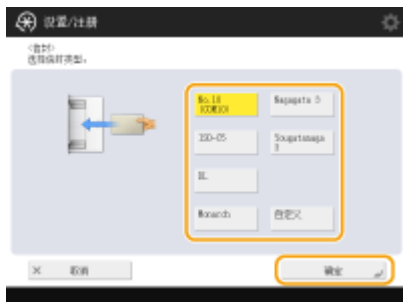 设置/注册
<信封>
选择信封类型。
No.10
(COM10)
Nagagata 3
ISO-C5
Yougatanaga
3
DL
Monarch
自定义
× 取消
确定